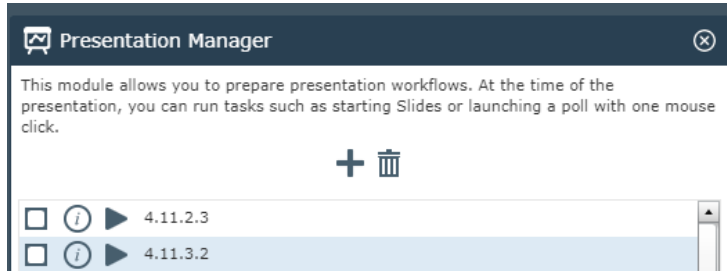 Presentation Manager
This module allows you to prepare presentation workflows. At the time of the
presentation, you can run tasks such as starting Slides or launching a poll with one mouse
click.
4.11.2.3
4.11.3.2